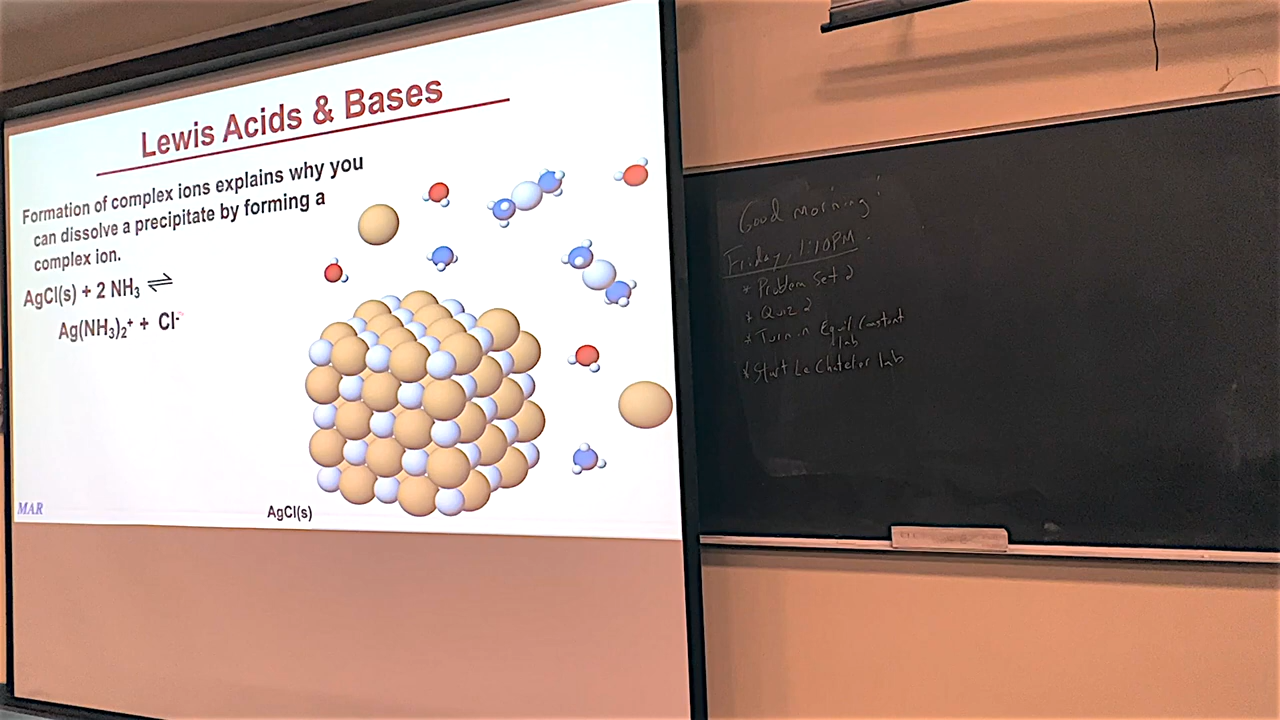 Lewis Acids & Bases
Formation of complex ions explains why you
can dissolve a precipitate by forming a
complex ion.
AgCl(s) + 2 NH₃ ⇌
Ag(NH₃)₂⁺ + Cl⁻
MAR
AgCl(s)
Good morning!
Friday, 1:10PM
* Problem Set 2
* Quiz 2
* Turn in Equil Constant
lab
* Start Le Chatelier lab